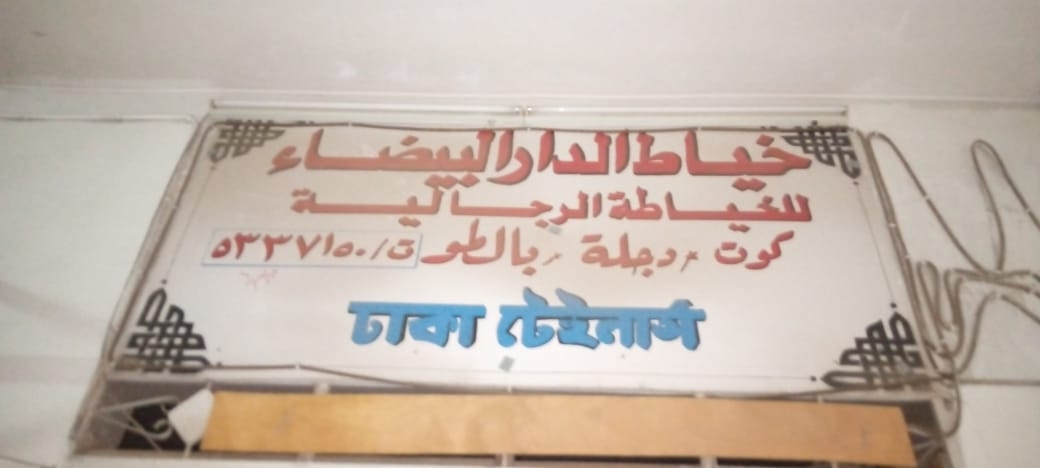 خياط الدار البيضاء
للخياطة الرجالية
كوت / دجلة / بالطو ت/٥٣٣٧١٥٠
ঢাকা টেইলার্স